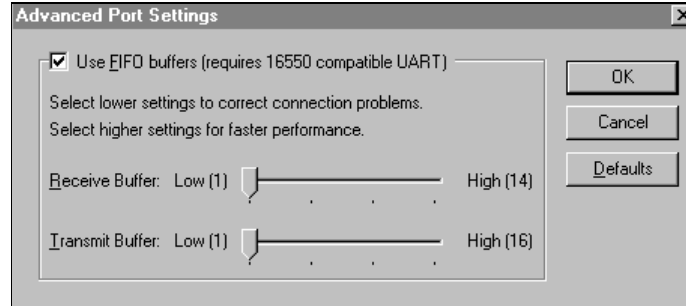 Advanced Port Settings
Use FIFO buffers (requires 16550 compatible UART)
Select lower settings to correct connection problems.
Select higher settings for faster performance.
Receive Buffer: Low (1) High (14)
Transmit Buffer: Low (1) High (16)
OK
Cancel
Defaults